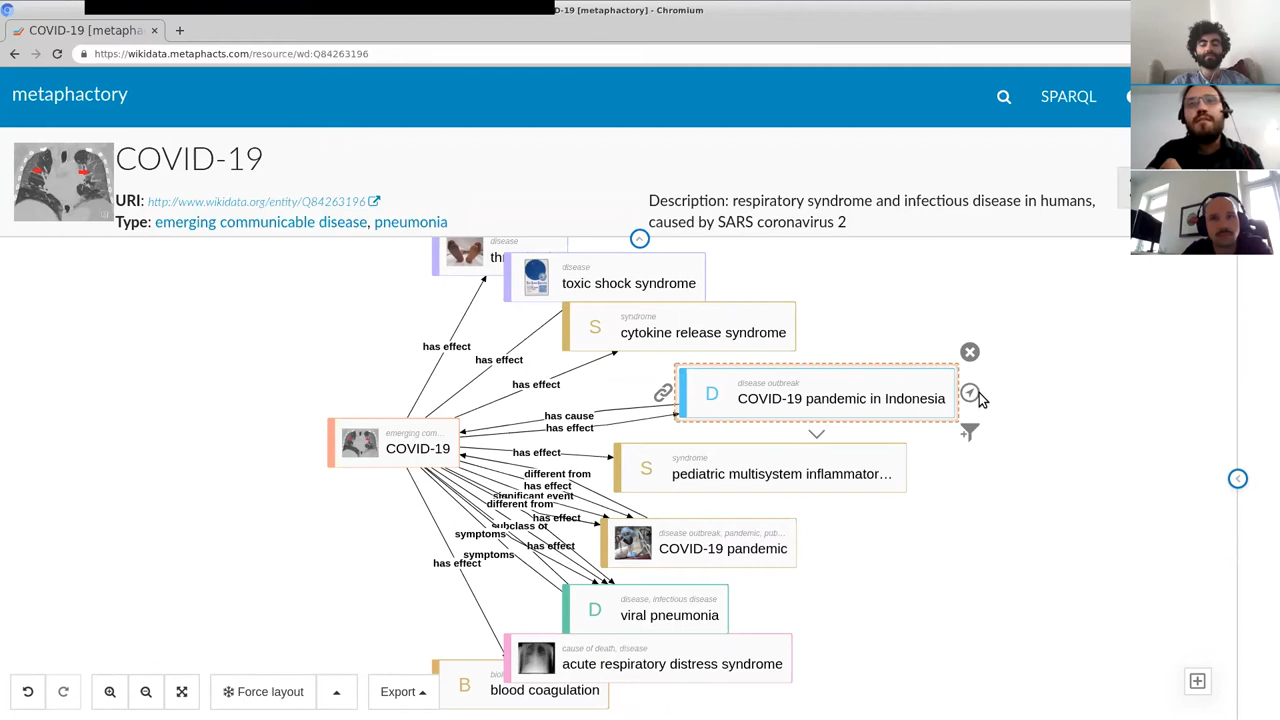 D-19 [metaphactory] - Chromium
COVID-19 [metapha
https://wikidata.metaphacts.com/resource/wd:Q84263196
metaphactory
SPARQL
COVID-19
URI: http://www.wikidata.org/entity/Q84263196
Type: emerging communicable disease, pneumonia
Description: respiratory syndrome and infectious disease in humans,
caused by SARS coronavirus 2
disease
disease
toxic shock syndrome
syndrome
S
cytokine release syndrome
has effect
has effect
has effect
disease outbreak
D
COVID-19 pandemic in Indonesia
has cause
has effect
emerging com...
COVID-19
has effect
syndrome
S
pediatric multisystem inflammator...
different from
has effect
significant event
different from
has effect
subclass of
symptoms
has effect
symptoms
has effect
disease outbreak, pandemic, pub...
COVID-19 pandemic
disease, infectious disease
D
viral pneumonia
cause of death, disease
acute respiratory distress syndrome
B
blood coagulation
Force layout
Export